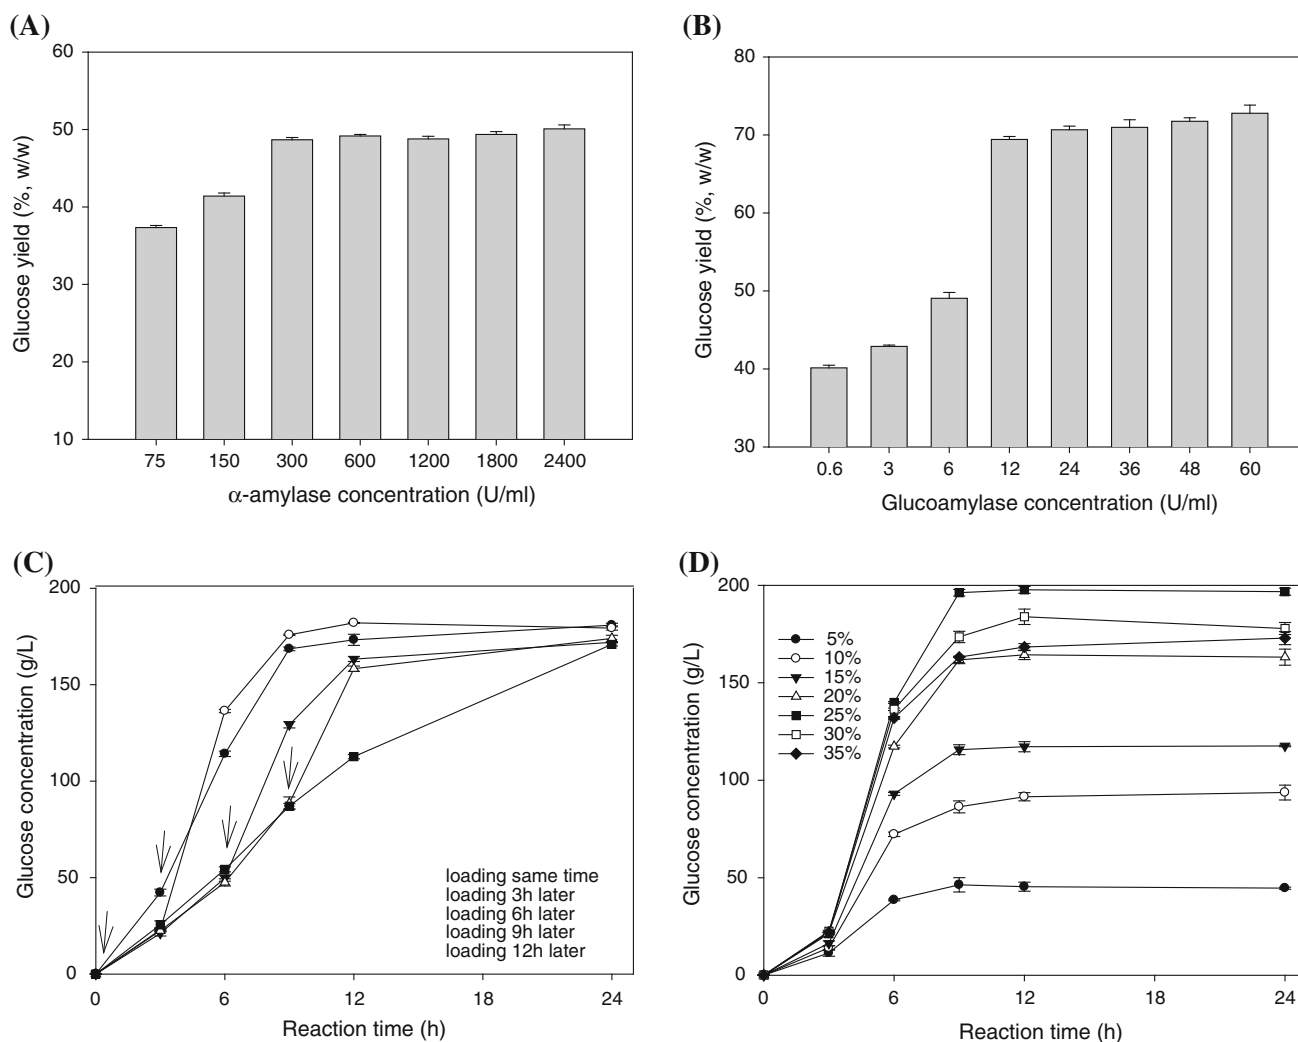 (A)
60
50
40
30
20
10
Glucose yield (%, w/w)
75 150 300 600 1200 1800 2400
α-amylase concentration (U/ml)
(B)
80
70
60
50
40
30
Glucose yield (%, w/w)
0.6 3 6 12 24 36 48 60
Glucoamylase concentration (U/ml)
(C)
200
150
100
50
0
Glucose concentration (g/L)
loading same time
loading 3h later
loading 6h later
loading 9h later
loading 12h later
0 6 12 18 24
Reaction time (h)
(D)
200
150
100
50
0
Glucose concentration (g/L)
5%
10%
15%
20%
25%
30%
35%
0 6 12 18 24
Reaction time (h)